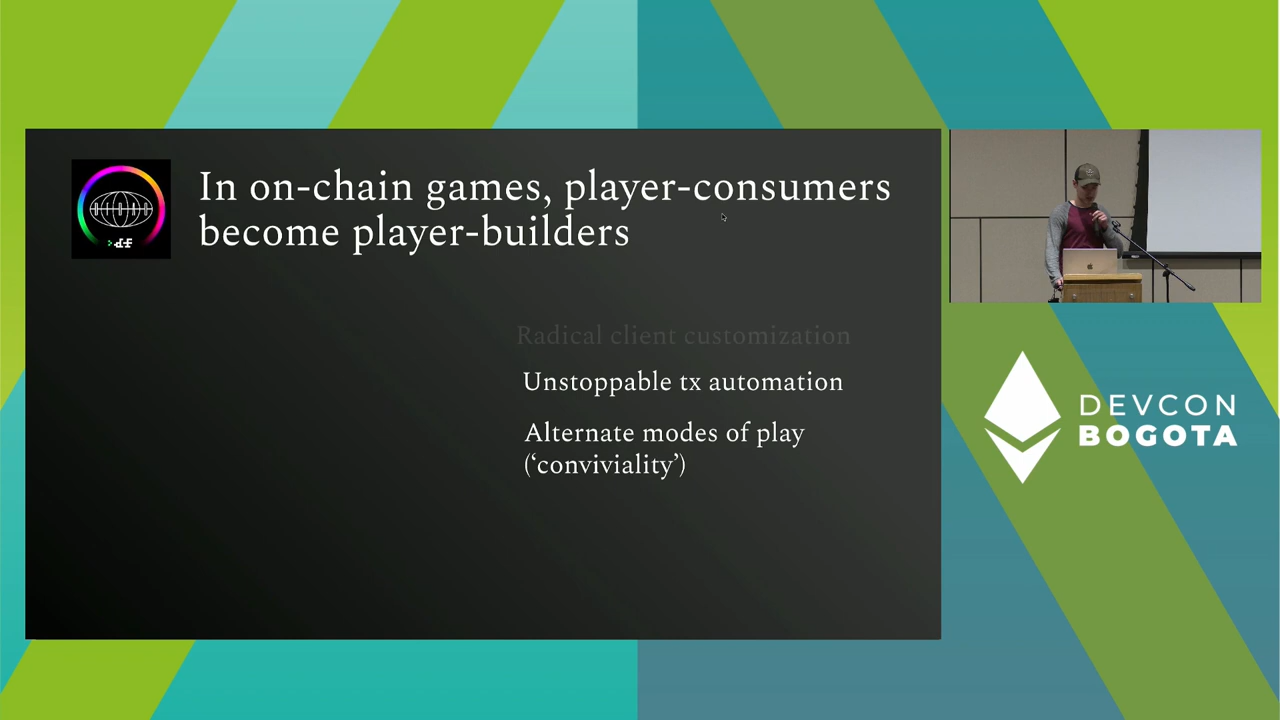 In on-chain games, player-consumers
become player-builders
Radical client customization
Unstoppable tx automation
Alternate modes of play
(‘conviviality’)
DEVCON
BOGOTA